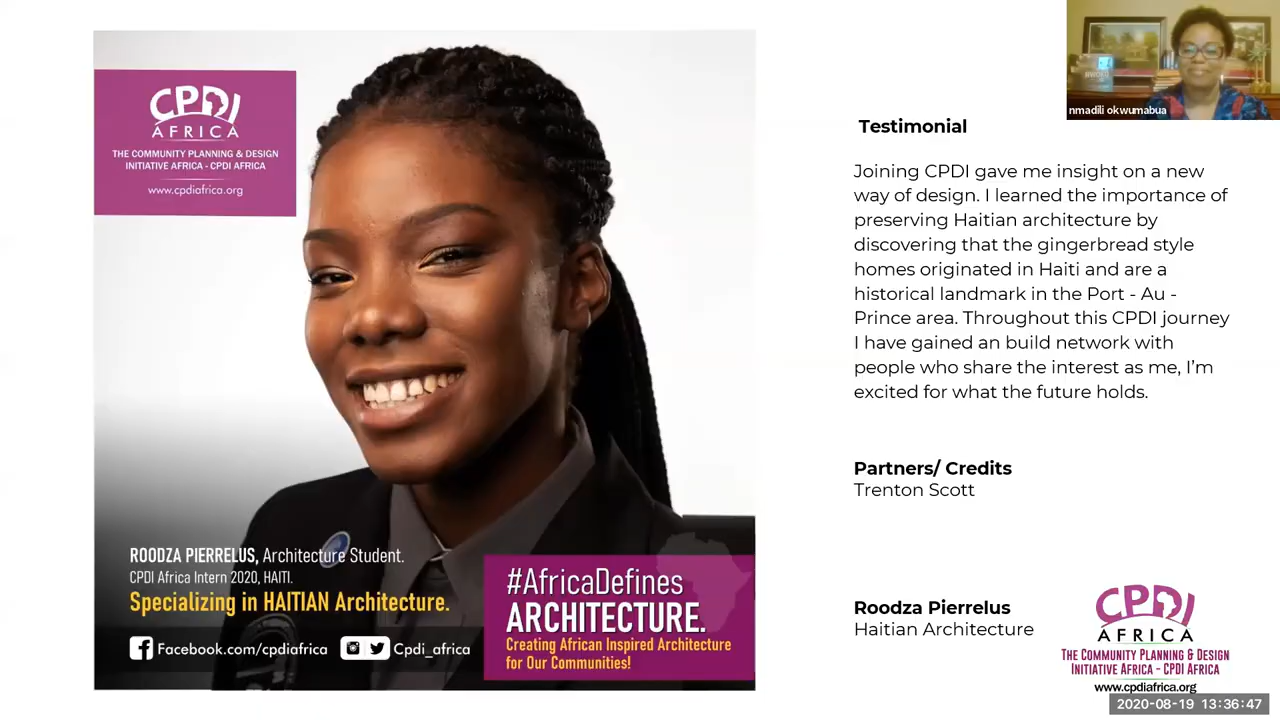 CPDI
AFRICA
THE COMMUNITY PLANNING & DESIGN
INITIATIVE AFRICA - CPDI AFRICA
www.cpdiafrica.org
ROODZA PIERRELUS, Architecture Student.
CPDI Africa Intern 2020, HAITI.
Specializing in HAITIAN Architecture.
Facebook.com/cpdiafrica
Cpdi_africa
#AfricaDefines
ARCHITECTURE.
Creating African Inspired Architecture
for Our Communities!
nmadili okwumabua
Testimonial
Joining CPDI gave me insight on a new
way of design. I learned the importance of
preserving Haitian architecture by
discovering that the gingerbread style
homes originated in Haiti and are a
historical landmark in the Port - Au -
Prince area. Throughout this CPDI journey
I have gained an build network with
people who share the interest as me, I'm
excited for what the future holds.
Partners/ Credits
Trenton Scott
Roodza Pierrelus
Haitian Architecture
CPDI
AFRICA
THE COMMUNITY PLANNING & DESIGN
INITIATIVE AFRICA - CPDI AFRICA
www.cpdiafrica.org
2020-08-19 13:36:47